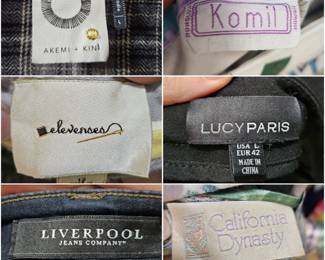 AKEMI + KIN
Komil
elevenses
LUCY PARIS
USA L
EUR 42
MADE IN
CHINA
LIVERPOOL
JEANS COMPANY
California
Dynasty